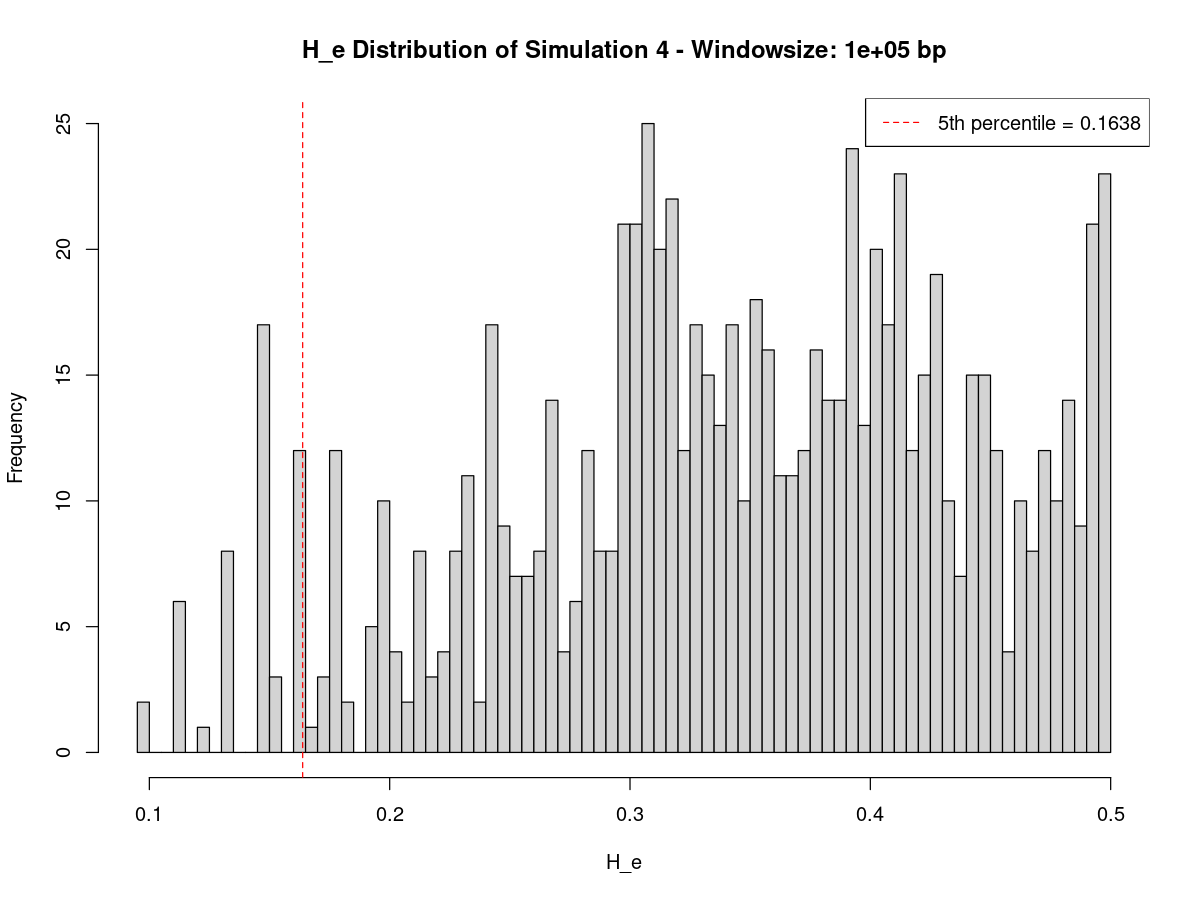 H_e Distribution of Simulation 4 - Windowsize: 1e+05 bp
5th percentile = 0.1638
25
20
15
10
5
0
Frequency
0.1 0.2 0.3 0.4 0.5
H_e